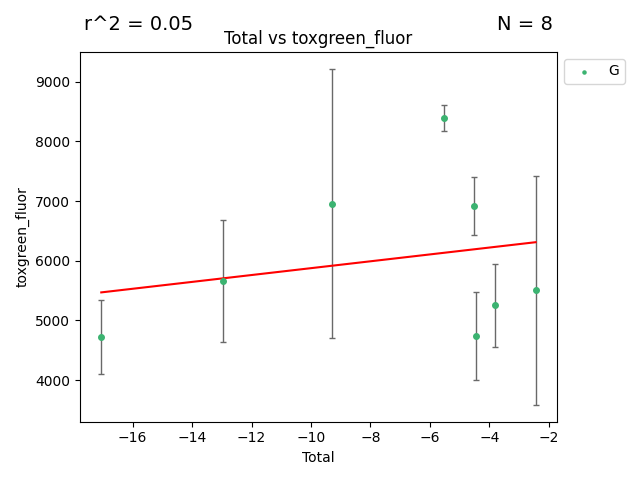 r^2 = 0.05
N = 8
Total vs toxgreen_fluor
G
9000
8000
7000
6000
5000
4000
toxgreen_fluor
−16
−14
−12
−10
−8
−6
−4
−2
Total